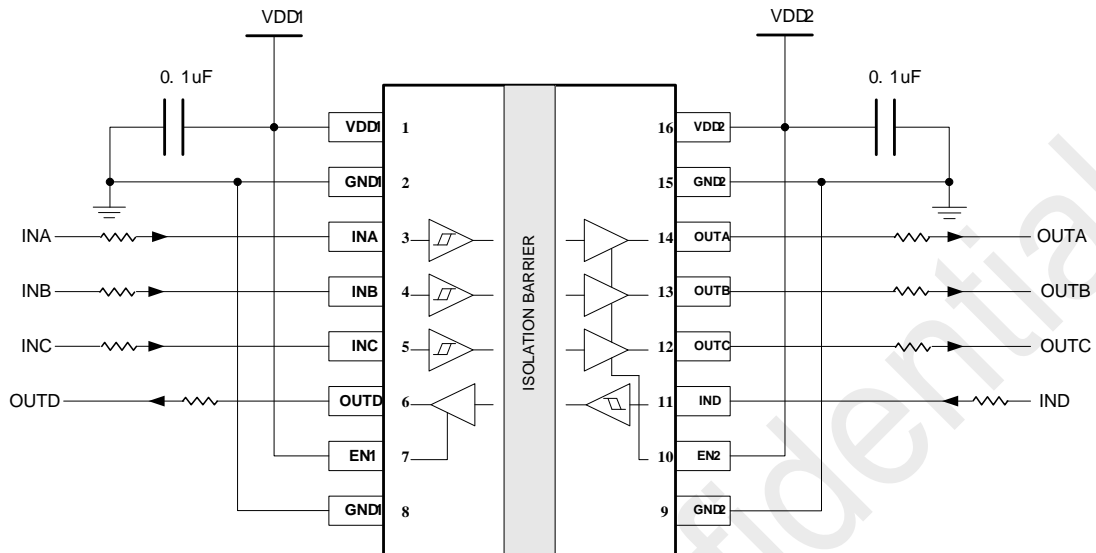 VDD1 VDD2
0. 1uF 0. 1uF
VDD1 1 16 VDD2
GND1 2 15 GND2
INA INA 3 14 OUTA OUTA
INB INB 4 13 OUTB OUTB
INC INC 5 12 OUTC OUTC
OUTD OUTD 6 11 IND IND
EN1 7 10 EN2
GND1 8 9 GND2
ISOLATION BARRIER
fidential